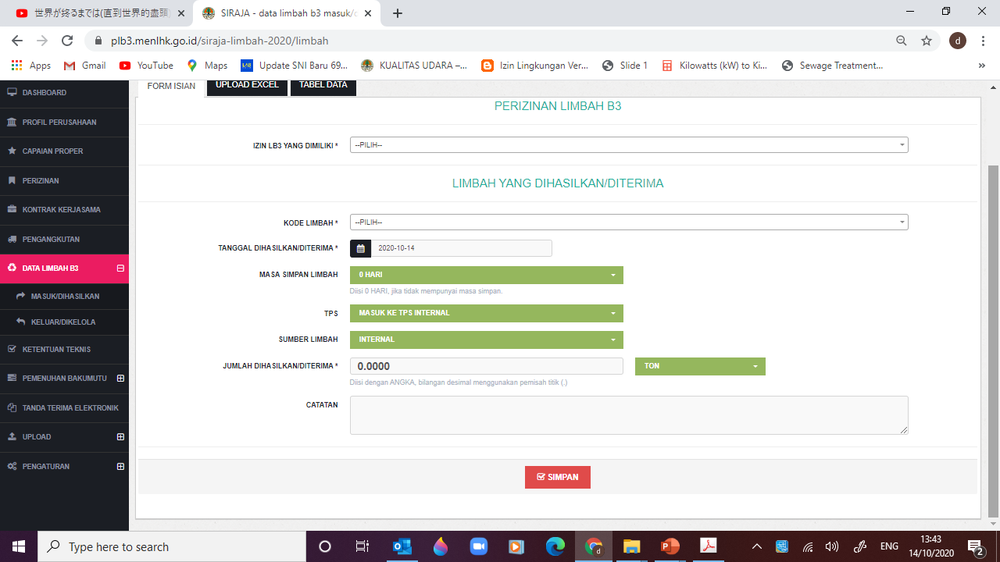 世界が终るまでは(直到世界的盡頭
SIRAJA - data limbah b3 masuk/
plb3.menlhk.go.id/siraja-limbah-2020/limbah
d
Apps
Gmail
YouTube
Maps
Update SNI Baru 69...
KUALITAS UDARA –...
Izin Lingkungan Ver...
Slide 1
Kilowatts (kW) to Ki...
Sewage Treatment...
»
DASHBOARD
PROFIL PERUSAHAAN
CAPAIAN PROPER
PERIZINAN
KONTRAK KERJASAMA
PENGANGKUTAN
DATA LIMBAH B3
MASUK/DIHASILKAN
KELUAR/DIKELOLA
KETENTUAN TEKNIS
PEMENUHAN BAKUMUTU
TANDA TERIMA ELEKTRONIK
UPLOAD
PENGATURAN
FORM ISIAN
UPLOAD EXCEL
TABEL DATA
PERIZINAN LIMBAH B3
IZIN LB3 YANG DIMILIKI * --PILIH--
LIMBAH YANG DIHASILKAN/DITERIMA
KODE LIMBAH * --PILIH--
TANGGAL DIHASILKAN/DITERIMA * 2020-10-14
MASA SIMPAN LIMBAH 0 HARI
Diisi 0 HARI, jika tidak mempunyai masa simpan.
TPS MASUK KE TPS INTERNAL
SUMBER LIMBAH INTERNAL
JUMLAH DIHASILKAN/DITERIMA * 0.0000 TON
Diisi dengan ANGKA, bilangan desimal menggunakan pemisah titik (.)
CATATAN
SIMPAN
Type here to search
ENG
13:43
14/10/2020
2